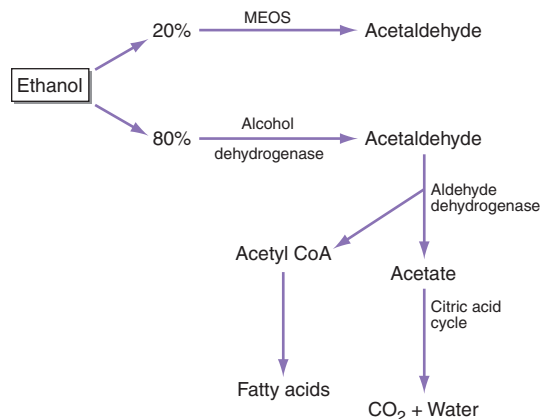 20% MEOS Acetaldehyde
Ethanol
80% Alcohol dehydrogenase Acetaldehyde
Aldehyde
dehydrogenase
Acetyl CoA
Acetate
Citric acid
cycle
Fatty acids
CO₂ + Water